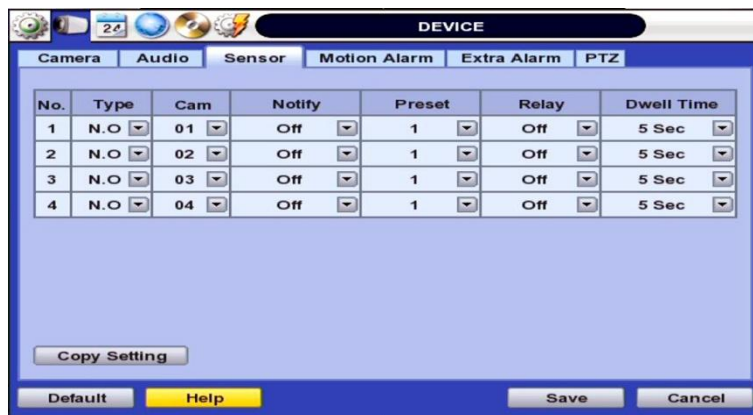 24 DEVICE
Camera Audio Sensor Motion Alarm Extra Alarm PTZ
No. Type Cam Notify Preset Relay Dwell Time
1 N.O 01 Off 1 Off 5 Sec
2 N.O 02 Off 1 Off 5 Sec
3 N.O 03 Off 1 Off 5 Sec
4 N.O 04 Off 1 Off 5 Sec
Copy Setting
Default Help Save Cancel